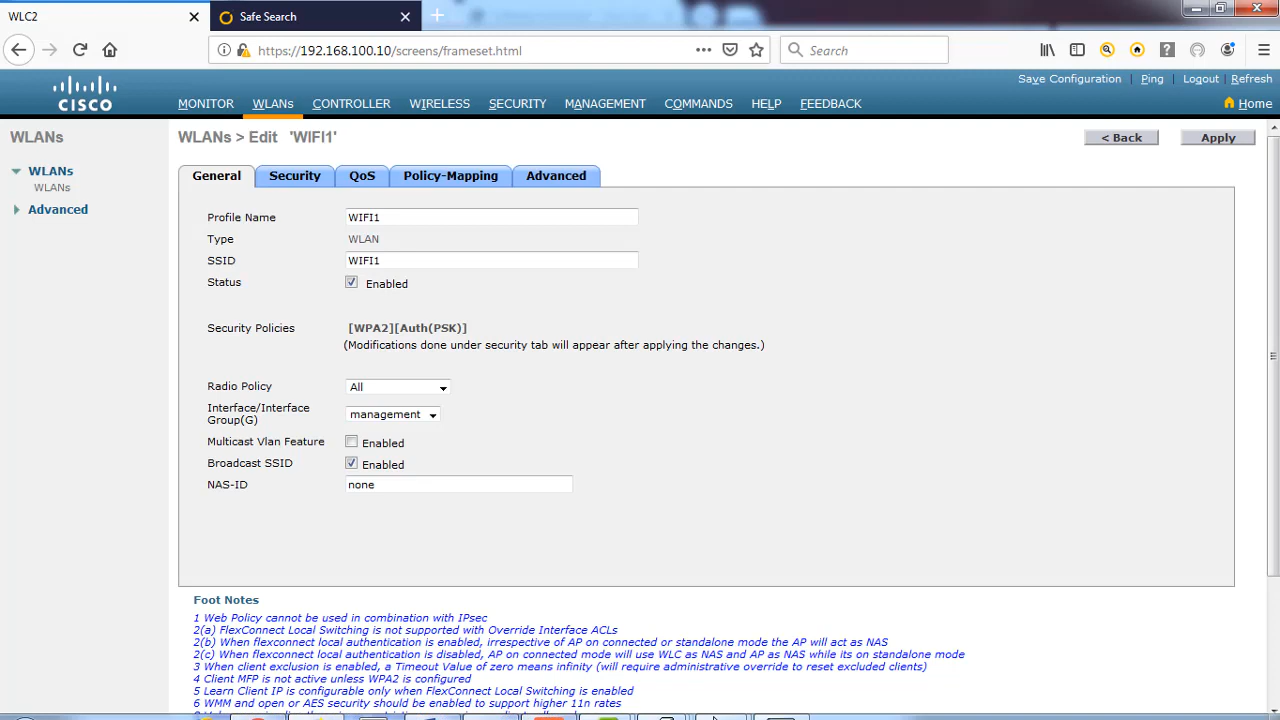 WLC2
Safe Search
https://192.168.100.10/screens/frameset.html
Search
Save Configuration | Ping | Logout | Refresh
CISCO
MONITOR WLANs CONTROLLER WIRELESS SECURITY MANAGEMENT COMMANDS HELP FEEDBACK
Home
WLANs
WLANs
WLANs
Advanced
WLANs > Edit 'WIFI1'
< Back
Apply
General Security QoS Policy-Mapping Advanced
Profile Name WIFI1
Type WLAN
SSID WIFI1
Status Enabled
Security Policies [WPA2][Auth(PSK)]
(Modifications done under security tab will appear after applying the changes.)
Radio Policy All
Interface/Interface
Group(G) management
Multicast Vlan Feature Enabled
Broadcast SSID Enabled
NAS-ID none
Foot Notes
1 Web Policy cannot be used in combination with IPsec
2(a) FlexConnect Local Switching is not supported with Override Interface ACLs
2(b) When flexconnect local authentication is enabled, irrespective of AP on connected or standalone mode the AP will act as NAS
2(c) When flexconnect local authentication is disabled, AP on connected mode will use WLC as NAS and AP as NAS while its on standalone mode
3 When client exclusion is enabled, a Timeout Value of zero means infinity (will require administrative override to reset excluded clients)
4 Client MFP is not active unless WPA2 is configured
5 Learn Client IP is configurable only when FlexConnect Local Switching is enabled
6 WMM and open or AES security should be enabled to support higher 11n rates